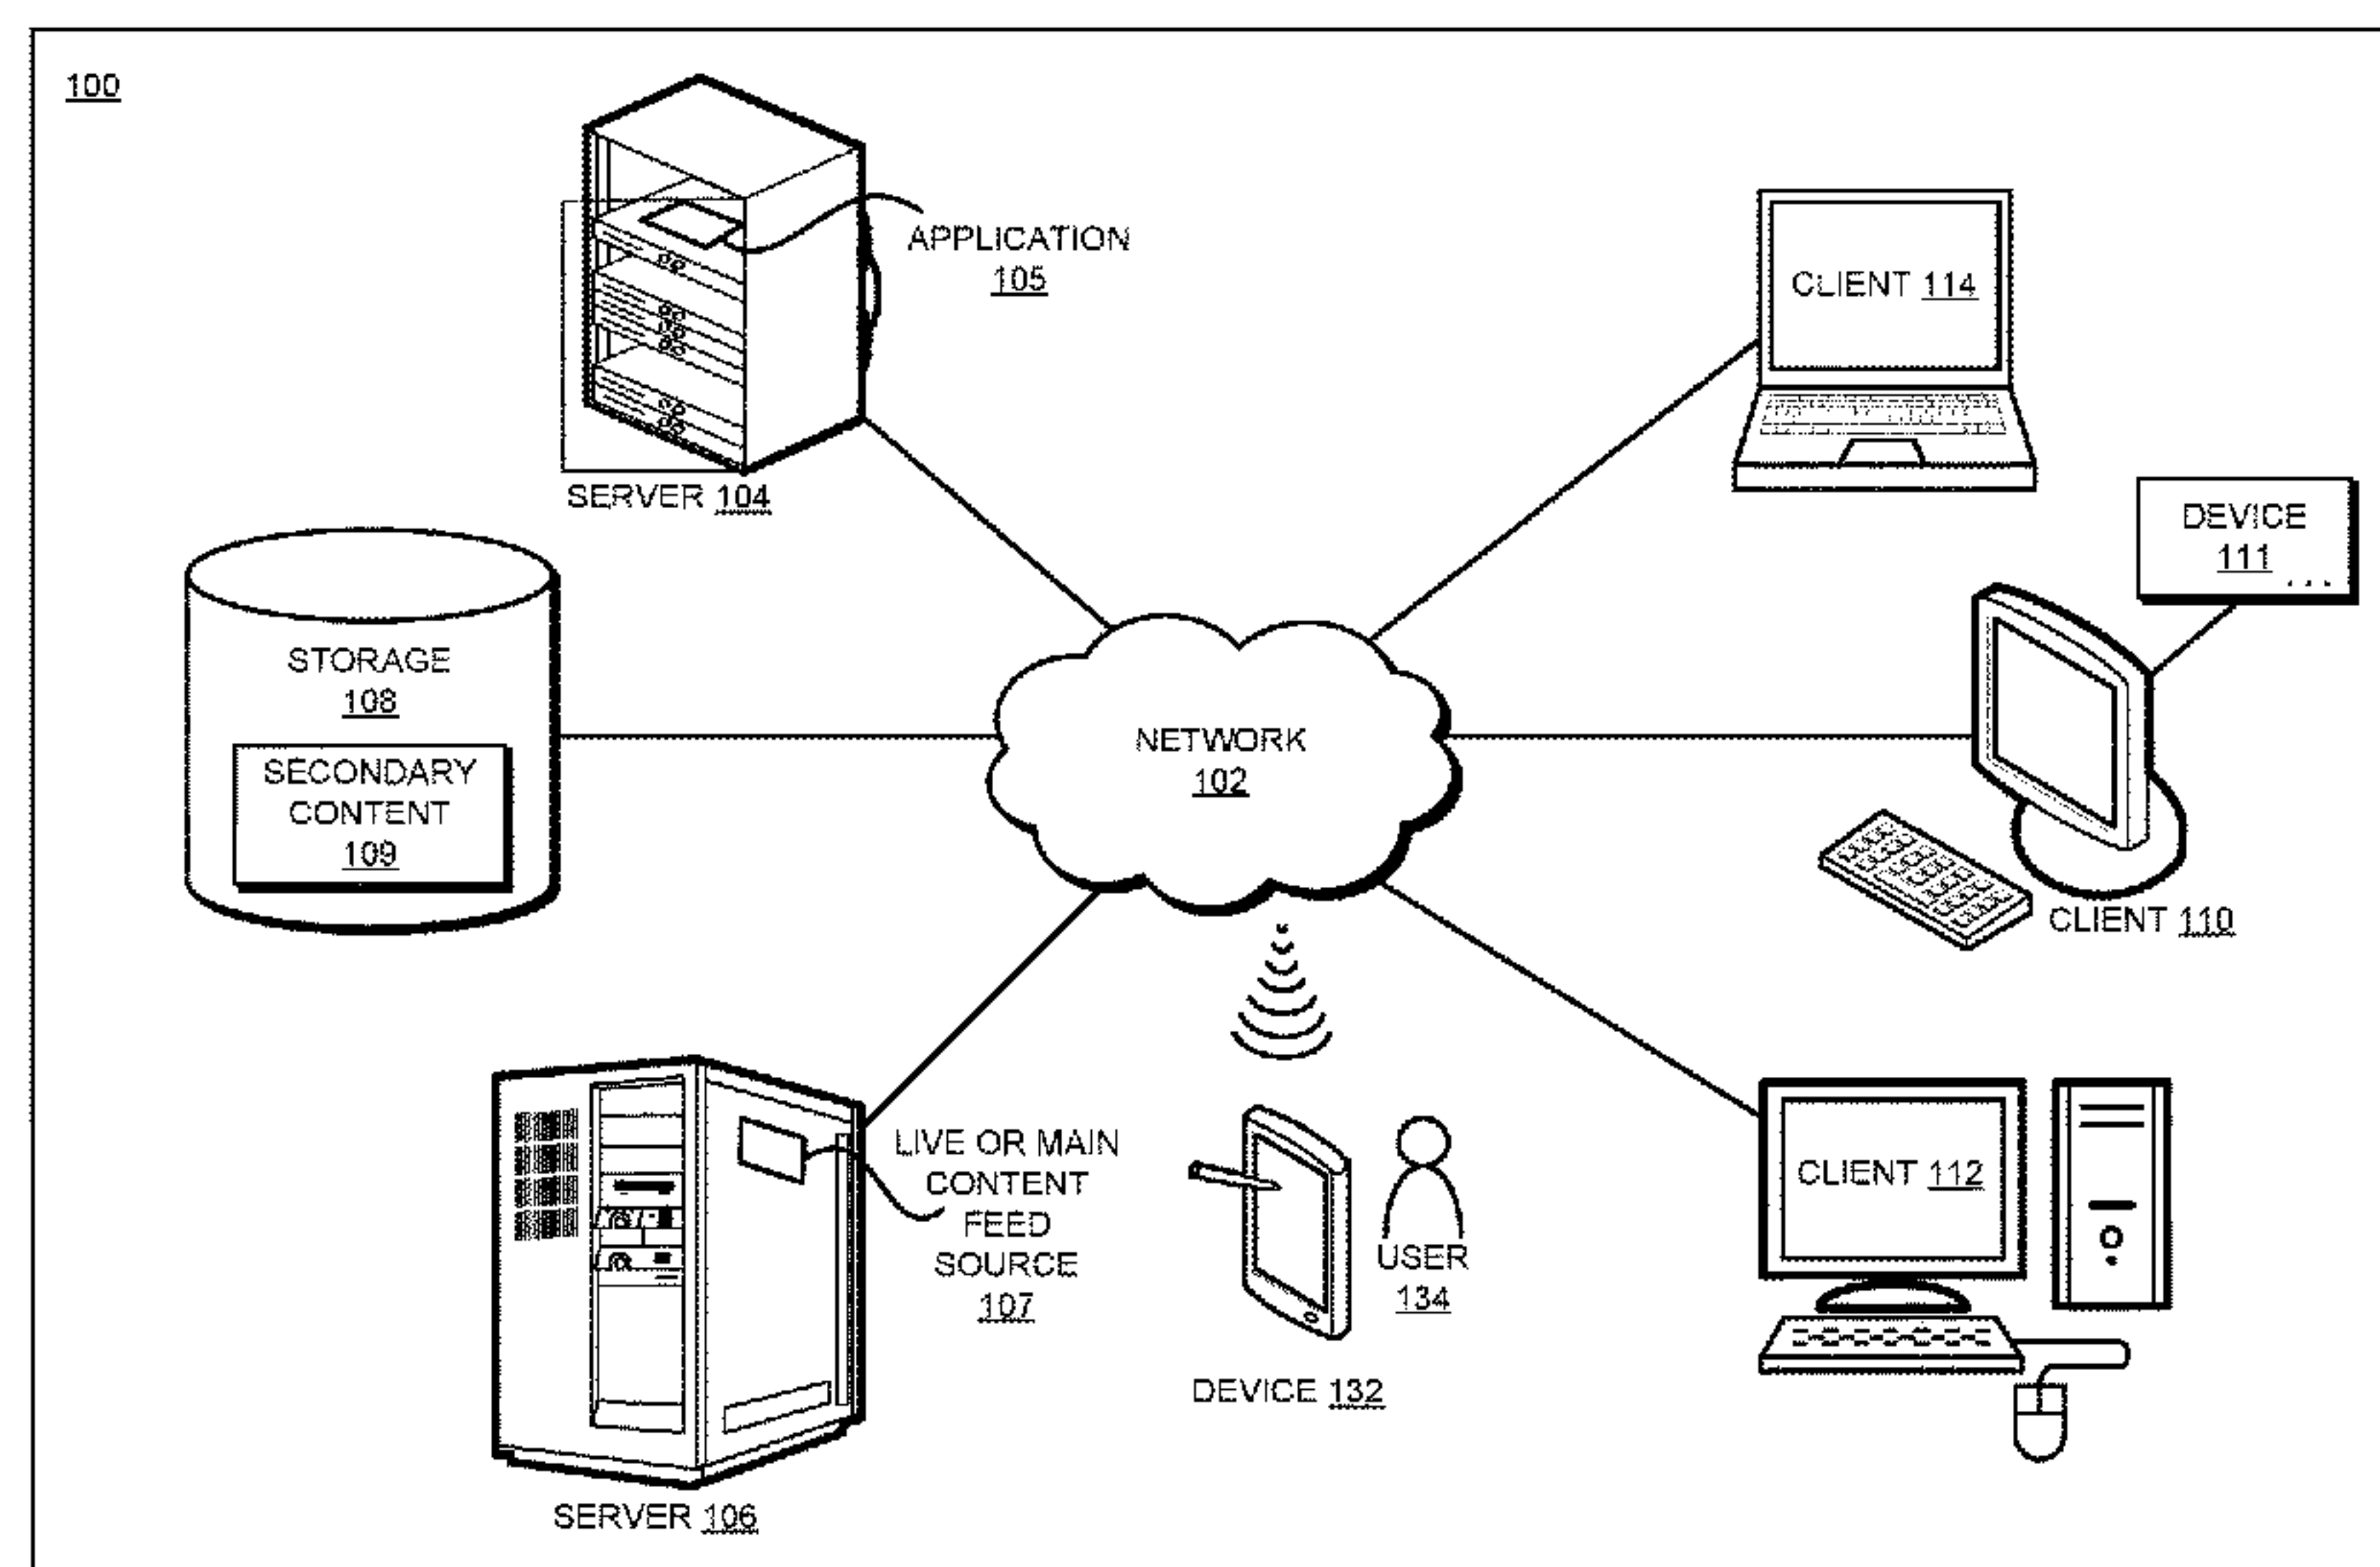 100
APPLICATION
105
CLIENT 114
SERVER 104
DEVICE
111 ...
STORAGE
108
SECONDARY
CONTENT
109
NETWORK
102
CLIENT 110
LIVE OR MAIN
CONTENT
FEED
SOURCE
107
USER
134
CLIENT 112
DEVICE 132
SERVER 106